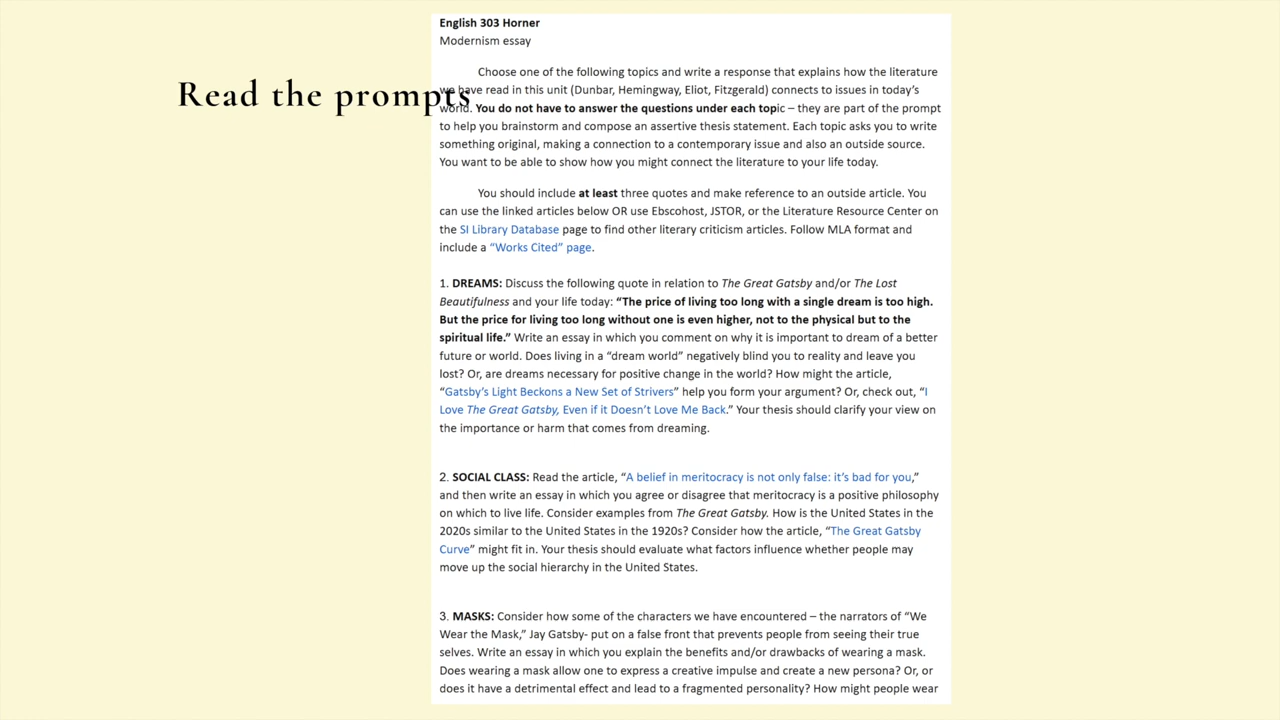 Read the prompts
English 303 Horner
Modernism essay
Choose one of the following topics and write a response that explains how the literature
we have read in this unit (Dunbar, Hemingway, Eliot, Fitzgerald) connects to issues in today’s
world. You do not have to answer the questions under each topic – they are part of the prompt
to help you brainstorm and compose an assertive thesis statement. Each topic asks you to write
something original, making a connection to a contemporary issue and also an outside source.
You want to be able to show how you might connect the literature to your life today.
You should include at least three quotes and make reference to an outside article. You
can use the linked articles below OR use Ebscohost, JSTOR, or the Literature Resource Center on
the SI Library Database page to find other literary criticism articles. Follow MLA format and
include a “Works Cited” page.
1. DREAMS: Discuss the following quote in relation to The Great Gatsby and/or The Lost
Beautifulness and your life today: “The price of living too long with a single dream is too high.
But the price for living too long without one is even higher, not to the physical but to the
spiritual life.” Write an essay in which you comment on why it is important to dream of a better
future or world. Does living in a “dream world” negatively blind you to reality and leave you
lost? Or, are dreams necessary for positive change in the world? How might the article,
“Gatsby’s Light Beckons a New Set of Strivers” help you form your argument? Or, check out, “I
Love The Great Gatsby, Even if it Doesn’t Love Me Back.” Your thesis should clarify your view on
the importance or harm that comes from dreaming.
2. SOCIAL CLASS: Read the article, “A belief in meritocracy is not only false: it’s bad for you,”
and then write an essay in which you agree or disagree that meritocracy is a positive philosophy
on which to live life. Consider examples from The Great Gatsby. How is the United States in the
2020s similar to the United States in the 1920s? Consider how the article, “The Great Gatsby
Curve” might fit in. Your thesis should evaluate what factors influence whether people may
move up the social hierarchy in the United States.
3. MASKS: Consider how some of the characters we have encountered – the narrators of “We
Wear the Mask,” Jay Gatsby- put on a false front that prevents people from seeing their true
selves. Write an essay in which you explain the benefits and/or drawbacks of wearing a mask.
Does wearing a mask allow one to express a creative impulse and create a new persona? Or, or
does it have a detrimental effect and lead to a fragmented personality? How might people wear